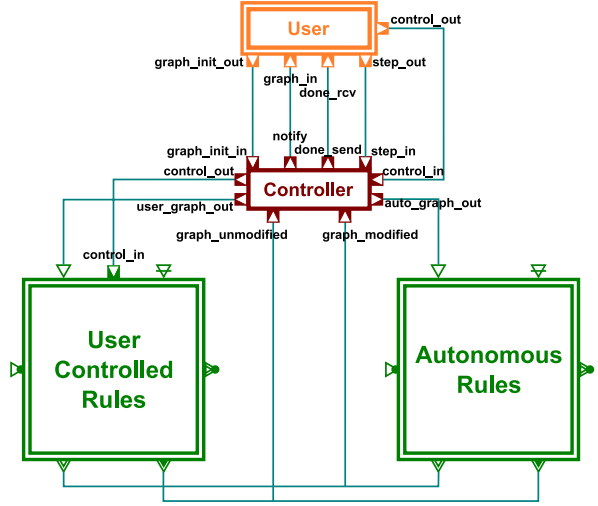 control_out
User
graph_init_out
step_out
graph_in
done_rcv
notify
graph_init_in
done_send
step_in
control_out
control_in
Controller
user_graph_out
auto_graph_out
graph_unmodified
graph_modified
control_in
User
Controlled
Rules
Autonomous
Rules